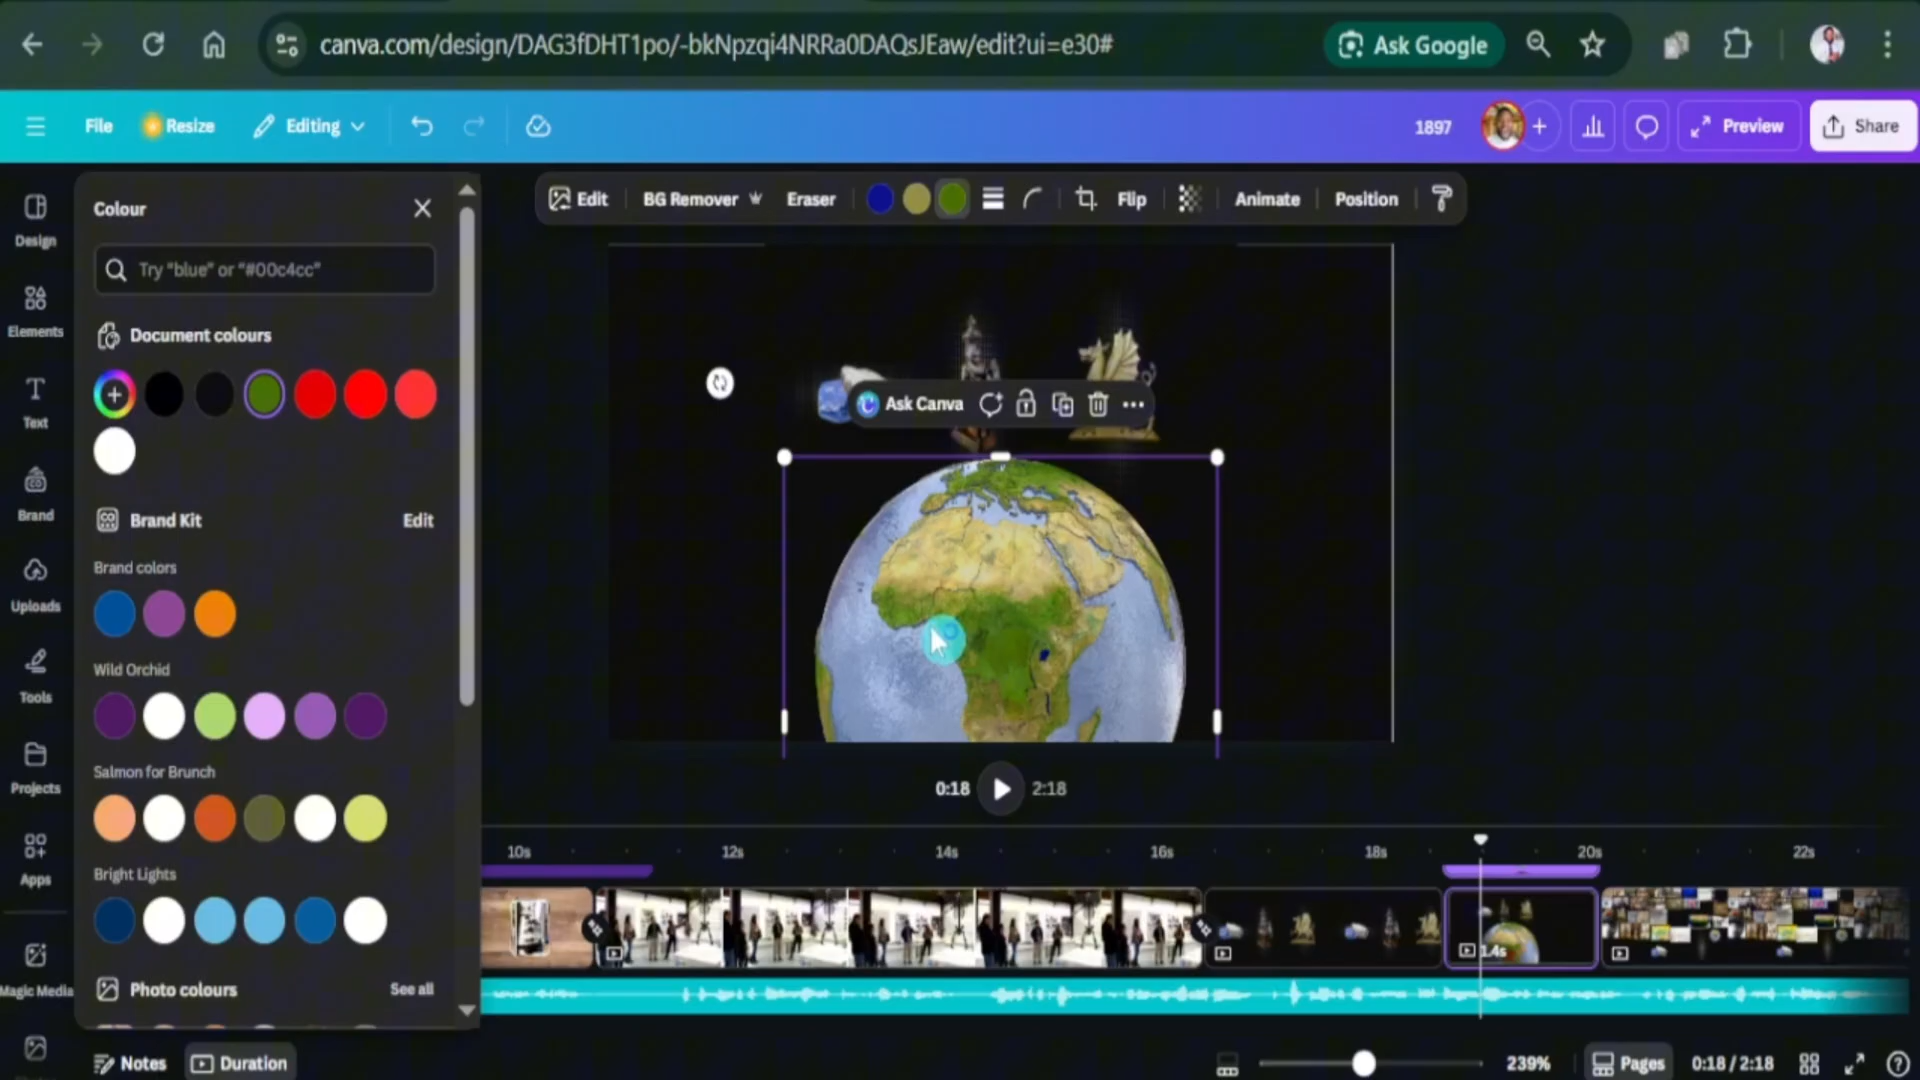 canva.com/design/DAG3fDHT1po/-bkNpzqi4NRRa0DAQsJEaw/edit?ui=e30#
Ask Google
File
Resize
Editing
1897
Preview
Share
Design
Elements
Text
Brand
Uploads
Tools
Projects
Apps
Magic Media
Colour
Try "blue" or "#00c4cc"
Document colours
Brand Kit
Edit
Brand colors
Wild Orchid
Salmon for Brunch
Bright Lights
Photo colours
See all
Edit
BG Remover
Eraser
Flip
Animate
Position
Ask Canva
0:18
2:18
10s
12s
14s
16s
18s
20s
22s
1.4s
Notes
Duration
239%
Pages
0:18 / 2:18